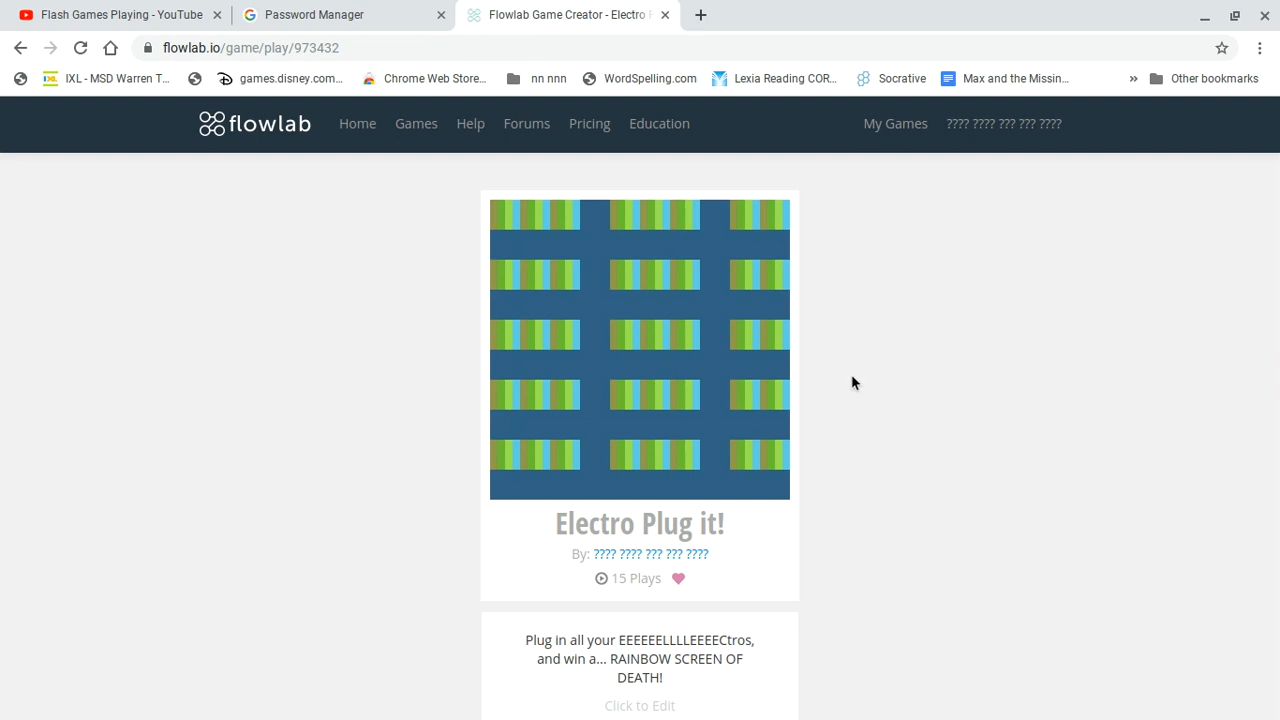 Flash Games Playing - YouTube
Password Manager
Flowlab Game Creator - Electro
flowlab.io/game/play/973432
IXL - MSD Warren T...
games.disney.com...
Chrome Web Store...
nn nnn
WordSpelling.com
Lexia Reading COR...
Socrative
Max and the Missin...
»
Other bookmarks
flowlab
Home
Games
Help
Forums
Pricing
Education
My Games
???? ???? ??? ??? ????
Electro Plug it!
By: ???? ???? ??? ??? ????
15 Plays
Plug in all your EEEEEELLLLEEEECtros,
and win a... RAINBOW SCREEN OF
DEATH!
Click to Edit